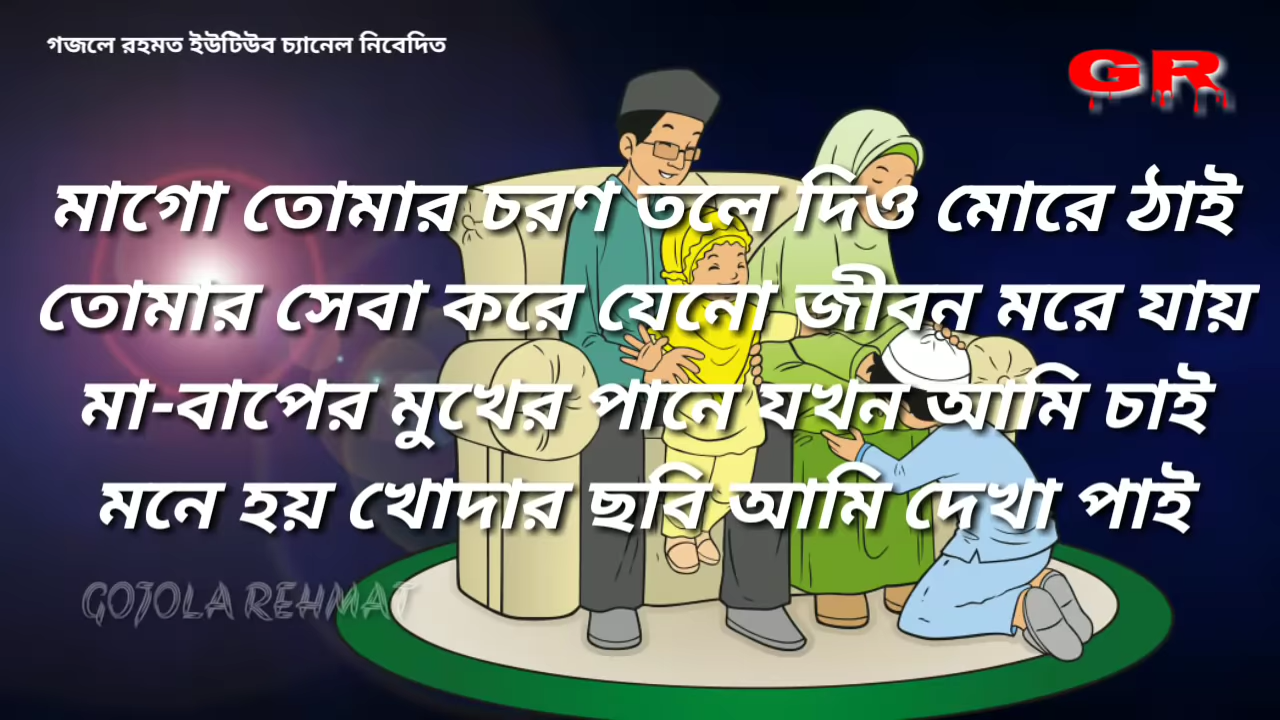 গজলে রহমত ইউটিউব চ্যানেল নিবেদিত
GR
মাগো তোমার চরণ তলে দিও মোরে ঠাই
তোমার সেবা করে যেনো জীবন মরে যায়
মা-বাপের মুখের পানে যখন আমি চাই
মনে হয় খোদার ছবি আমি দেখা পাই
GOJOLA REHMAT